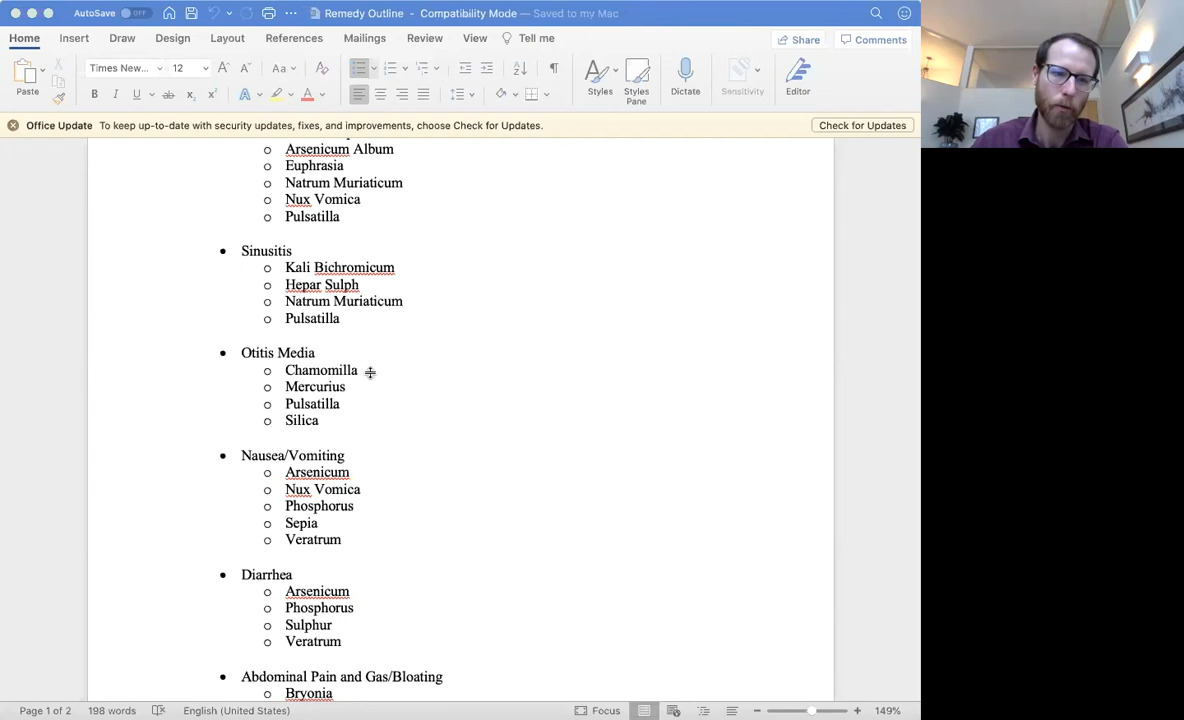 AutoSave OFF Remedy Outline - Compatibility Mode — Saved to my Mac
Home Insert Draw Design Layout References Mailings Review View Tell me Share Comments
Paste Times New... 12 A A Aa A
B I U ab x x A A Styles Styles Pane Dictate Sensitivity Editor
Office Update To keep up-to-date with security updates, fixes, and improvements, choose Check for Updates. Check for Updates
o Arsenicum Album
o Euphrasia
o Natrum Muriaticum
o Nux Vomica
o Pulsatilla
• Sinusitis
o Kali Bichromicum
o Hepar Sulph
o Natrum Muriaticum
o Pulsatilla
• Otitis Media
o Chamomilla
o Mercurius
o Pulsatilla
o Silica
• Nausea/Vomiting
o Arsenicum
o Nux Vomica
o Phosphorus
o Sepia
o Veratrum
• Diarrhea
o Arsenicum
o Phosphorus
o Sulphur
o Veratrum
• Abdominal Pain and Gas/Bloating
o Bryonia
Page 1 of 2 198 words English (United States) Focus 149%